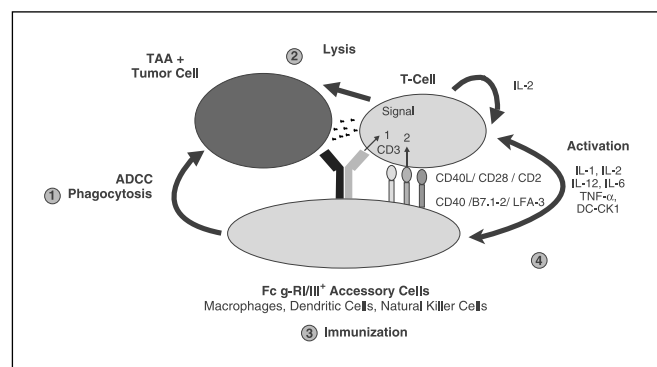 TAA +
Tumor Cell
2
Lysis
T-Cell
IL-2
Signal
1
2
CD3
Activation
IL-1, IL-2
IL-12, IL-6
TNF-α,
DC-CK1
CD40L/ CD28 / CD2
CD40 /B7.1-2/ LFA-3
1
ADCC
Phagocytosis
4
Fc g-RI/III⁺ Accessory Cells
Macrophages, Dendritic Cells, Natural Killer Cells
3 Immunization